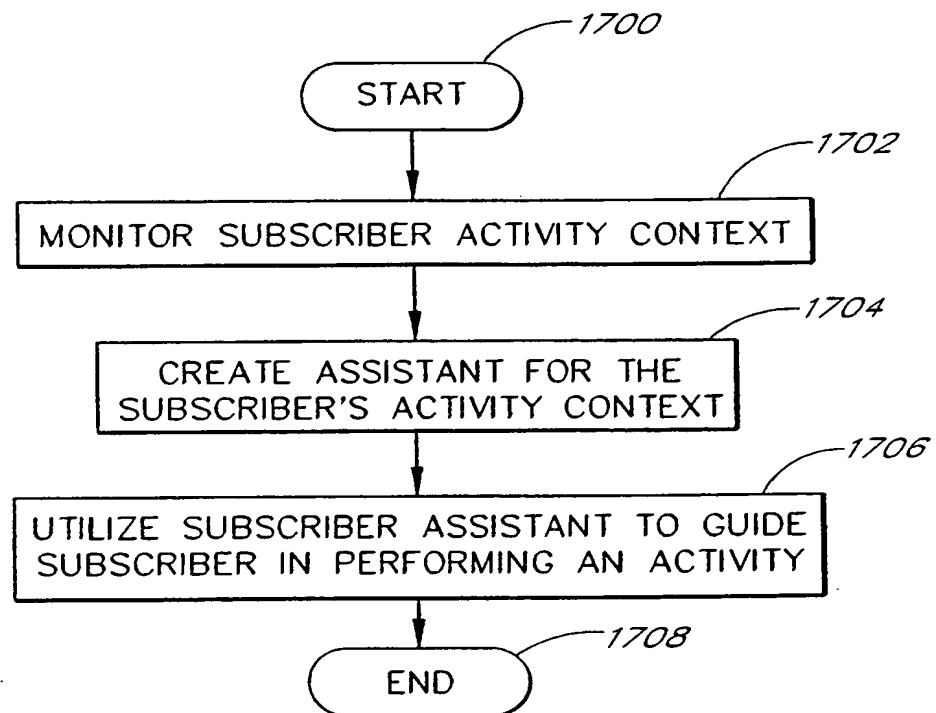 1700
START
1702
MONITOR SUBSCRIBER ACTIVITY CONTEXT
1704
CREATE ASSISTANT FOR THE
SUBSCRIBER'S ACTIVITY CONTEXT
1706
UTILIZE SUBSCRIBER ASSISTANT TO GUIDE
SUBSCRIBER IN PERFORMING AN ACTIVITY
1708
END